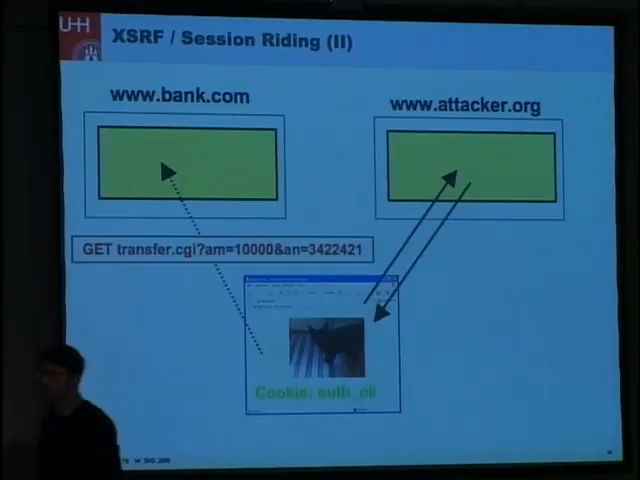 UHH
XSRF / Session Riding (II)
www.bank.com
www.attacker.org
GET transfer.cgi?am=10000&an=3422421
Cookie: auth_ok